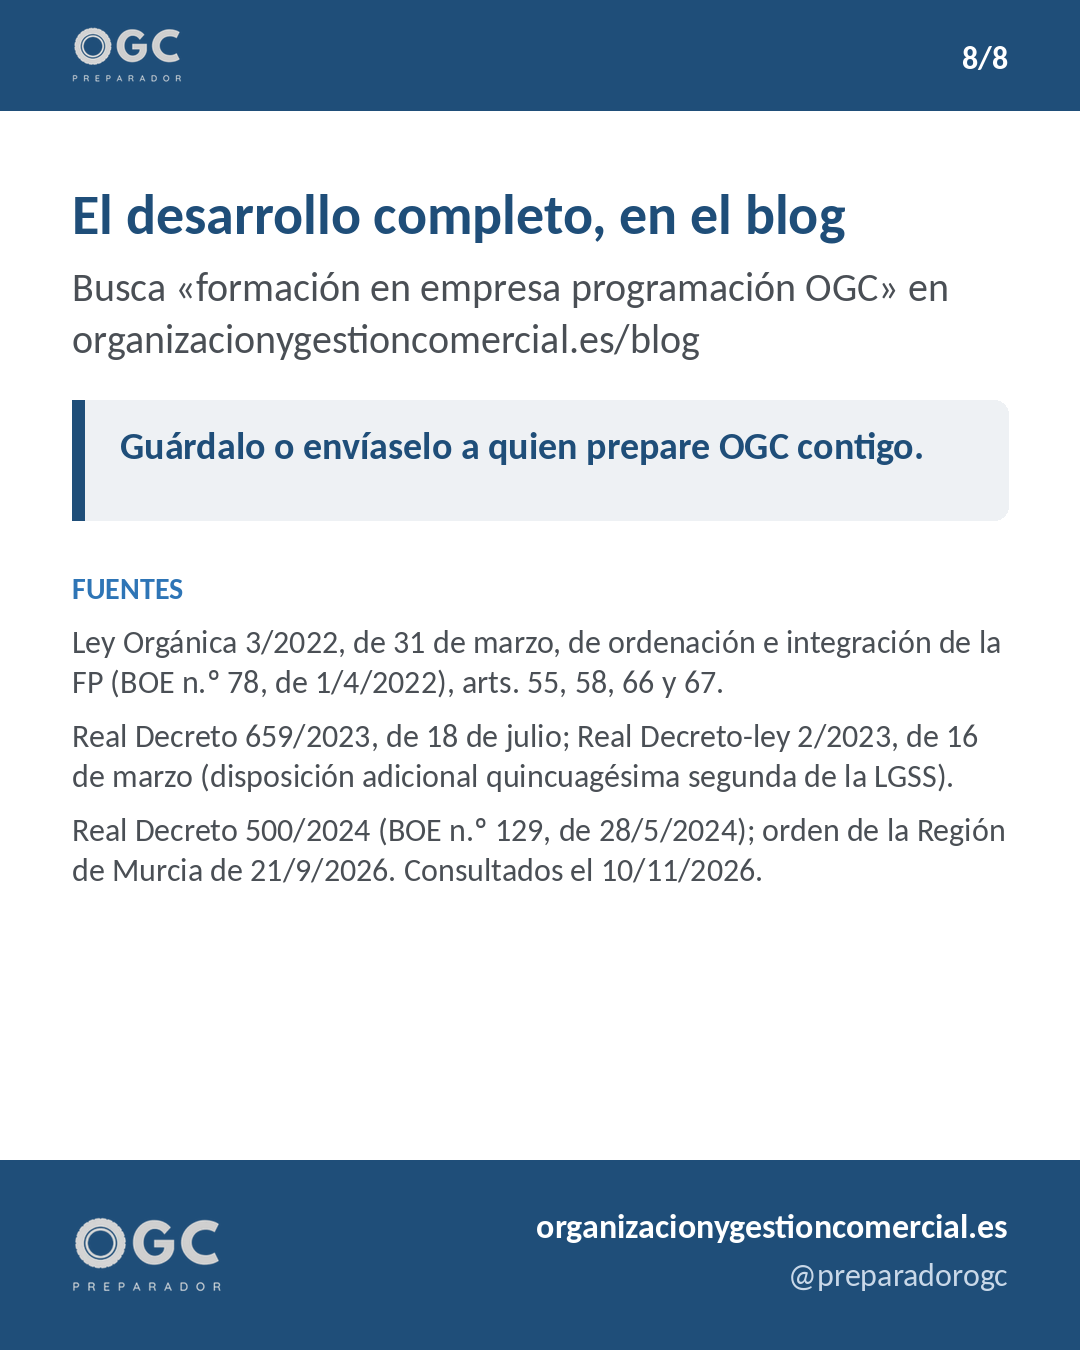 OGC
PREPARADOR
8/8
El desarrollo completo, en el blog
Busca «formación en empresa programación OGC» en
organizacionygestioncomercial.es/blog
Guárdalo o envíaselo a quien prepare OGC contigo.
FUENTES
Ley Orgánica 3/2022, de 31 de marzo, de ordenación e integración de la
FP (BOE n.º 78, de 1/4/2022), arts. 55, 58, 66 y 67.
Real Decreto 659/2023, de 18 de julio; Real Decreto-ley 2/2023, de 16
de marzo (disposición adicional quincuagésima segunda de la LGSS).
Real Decreto 500/2024 (BOE n.º 129, de 28/5/2024); orden de la Región
de Murcia de 21/9/2026. Consultados el 10/11/2026.
OGC
PREPARADOR
organizacionygestioncomercial.es
@preparadorogc